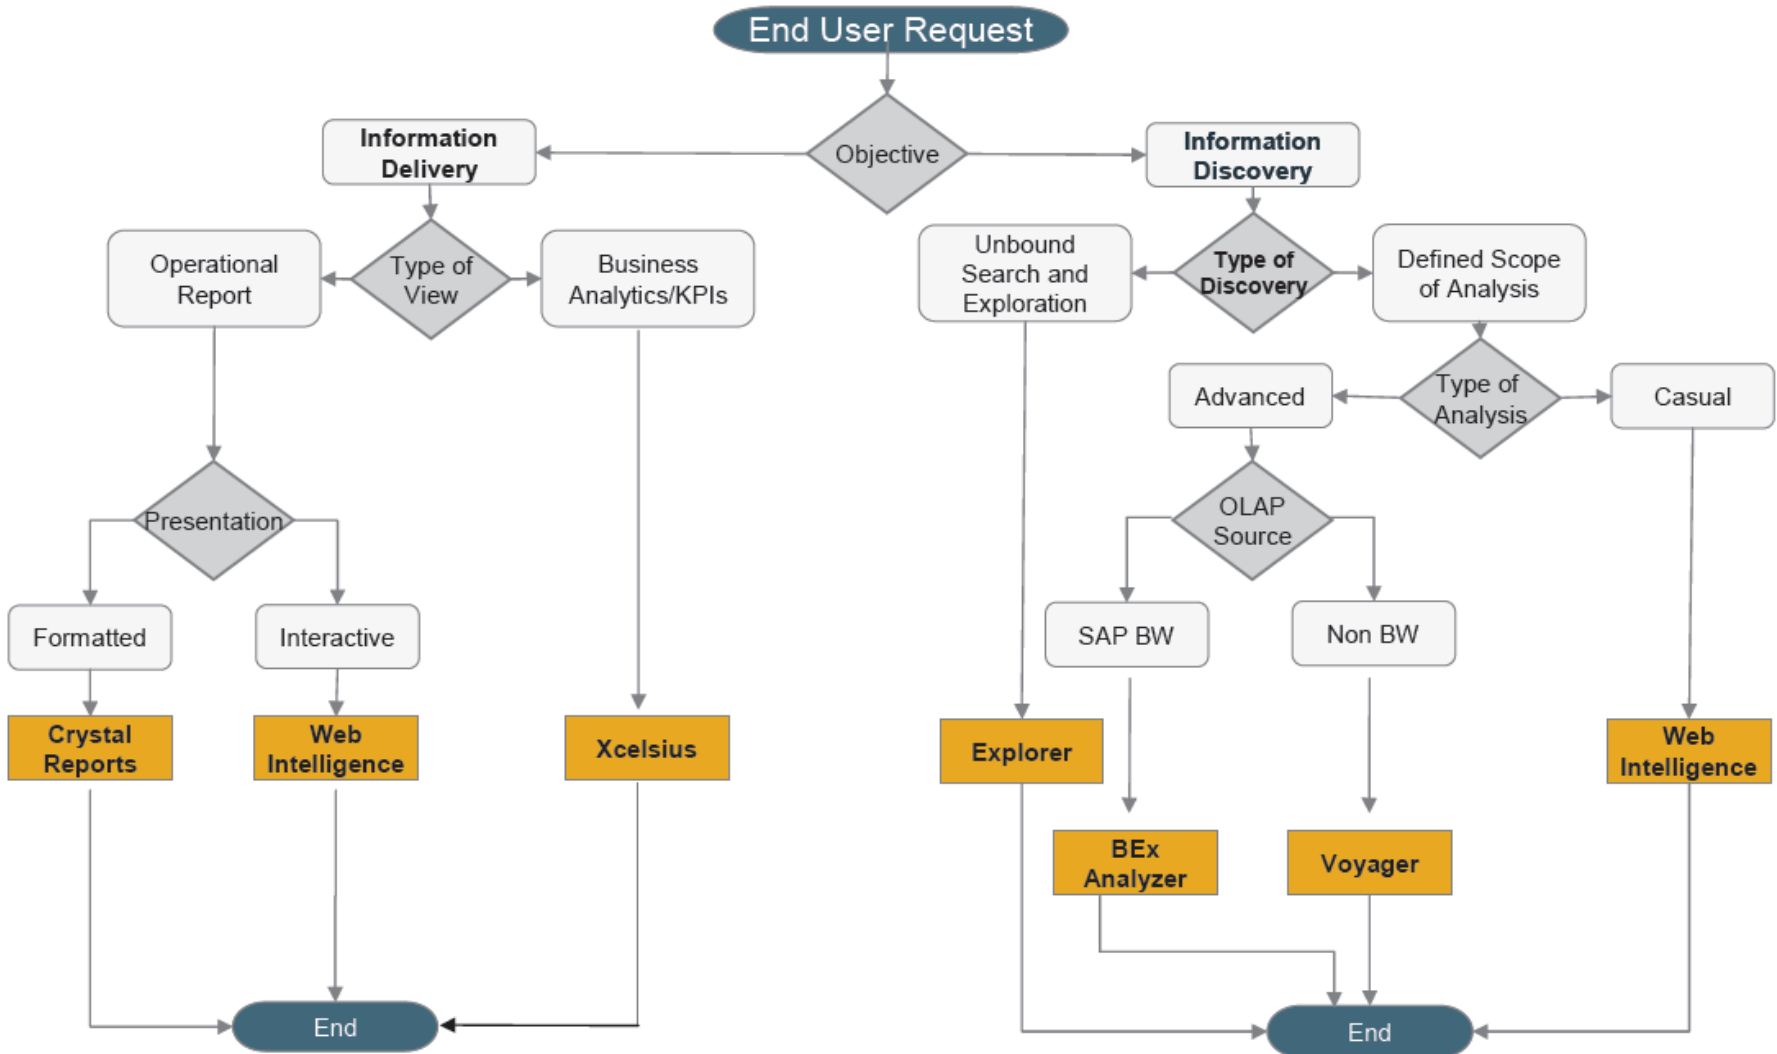 End User Request
Objective
Information
Delivery
Information
Discovery
Operational
Report
Type of
View
Business
Analytics/KPIs
Unbound
Search and
Exploration
Type of
Discovery
Defined Scope
of Analysis
Advanced
Type of
Analysis
Casual
Presentation
OLAP
Source
Formatted
Interactive
SAP BW
Non BW
Crystal
Reports
Web
Intelligence
Xcelsius
Explorer
Web
Intelligence
BEx
Analyzer
Voyager
End
End